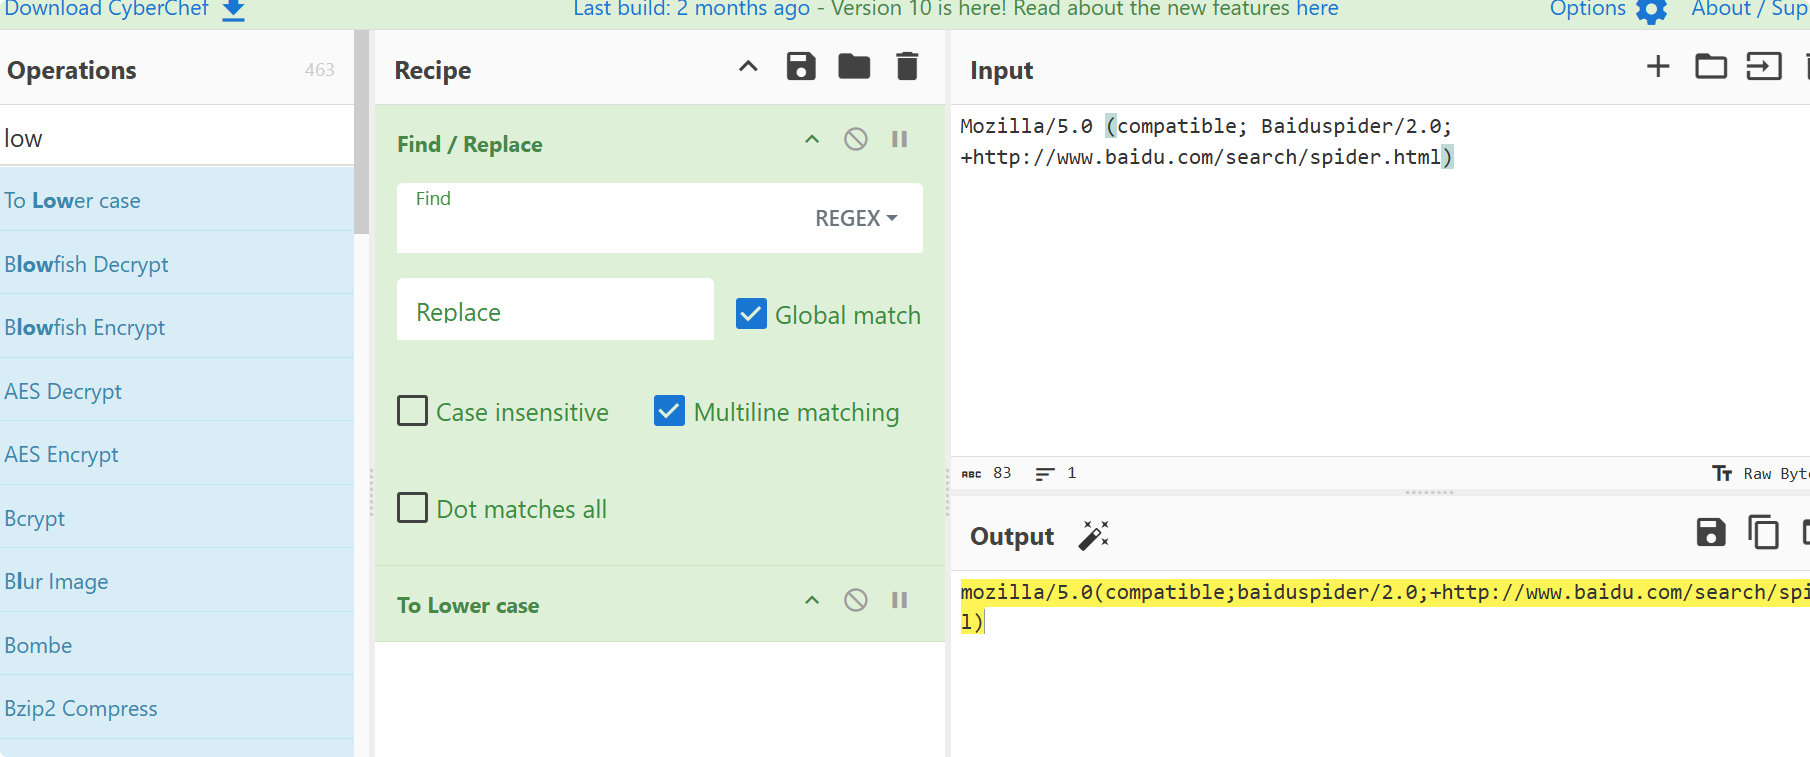 Download CyberChef
Last build: 2 months ago - Version 10 is here! Read about the new features here
Options
About / Sup
Operations
463
low
To Lower case
Blowfish Decrypt
Blowfish Encrypt
AES Decrypt
AES Encrypt
Bcrypt
Blur Image
Bombe
Bzip2 Compress
Recipe
Find / Replace
Find
REGEX
Replace
Global match
Case insensitive
Multiline matching
Dot matches all
To Lower case
Input
Mozilla/5.0 (compatible; Baiduspider/2.0;
+http://www.baidu.com/search/spider.html)
ABC 83
1
Tт Raw Byt
Output
mozilla/5.0(compatible;baiduspider/2.0;+http://www.baidu.com/search/spi
l)